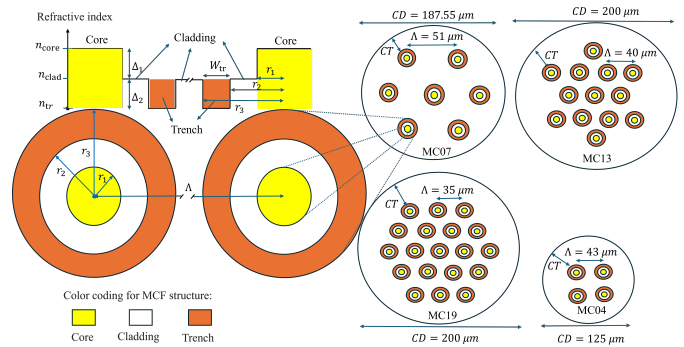 Refractive index
n_core
n_clad
n_tr
Core
Δ₁
Δ₂
Cladding
W_tr
Trench
Core
r₁
r₂
r₃
r₃
r₂
r₁
Λ
Color coding for MCF structure:
Core
Cladding
Trench
CD = 187.55 μm
Λ = 51 μm
CT
MC07
CD = 200 μm
Λ = 40 μm
CT
MC13
Λ = 35 μm
CT
MC19
CD = 200 μm
Λ = 43 μm
CT
MC04
CD = 125 μm